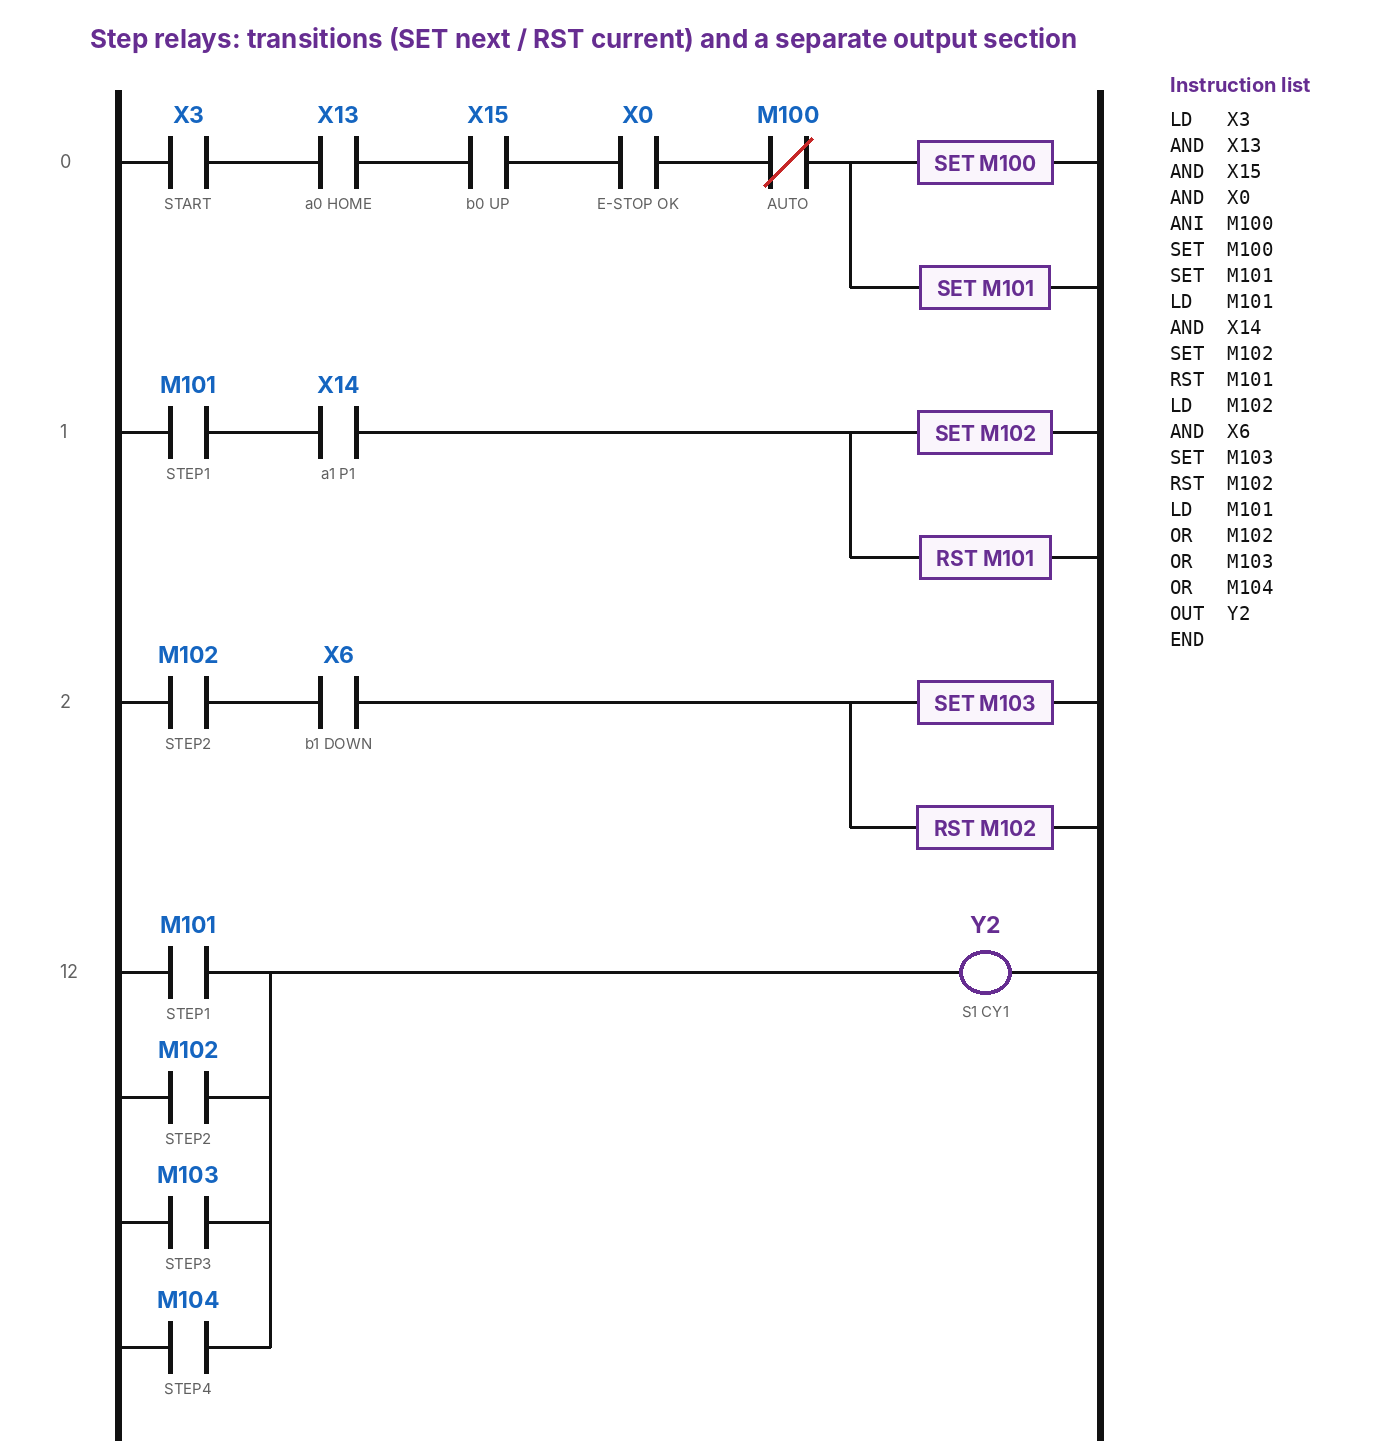 Step relays: transitions (SET next / RST current) and a separate output section
X3 X13 X15 X0 M100
0 SET M100
START a0 HOME b0 UP E-STOP OK AUTO
SET M101
M101 X14
1 SET M102
STEP1 a1 P1
RST M101
M102 X6
2 SET M103
STEP2 b1 DOWN
RST M102
M101 Y2
12
STEP1 S1 CY1
M102
STEP2
M103
STEP3
M104
STEP4
Instruction list
LD X3
AND X13
AND X15
AND X0
ANI M100
SET M100
SET M101
LD M101
AND X14
SET M102
RST M101
LD M102
AND X6
SET M103
RST M102
LD M101
OR M102
OR M103
OR M104
OUT Y2
END